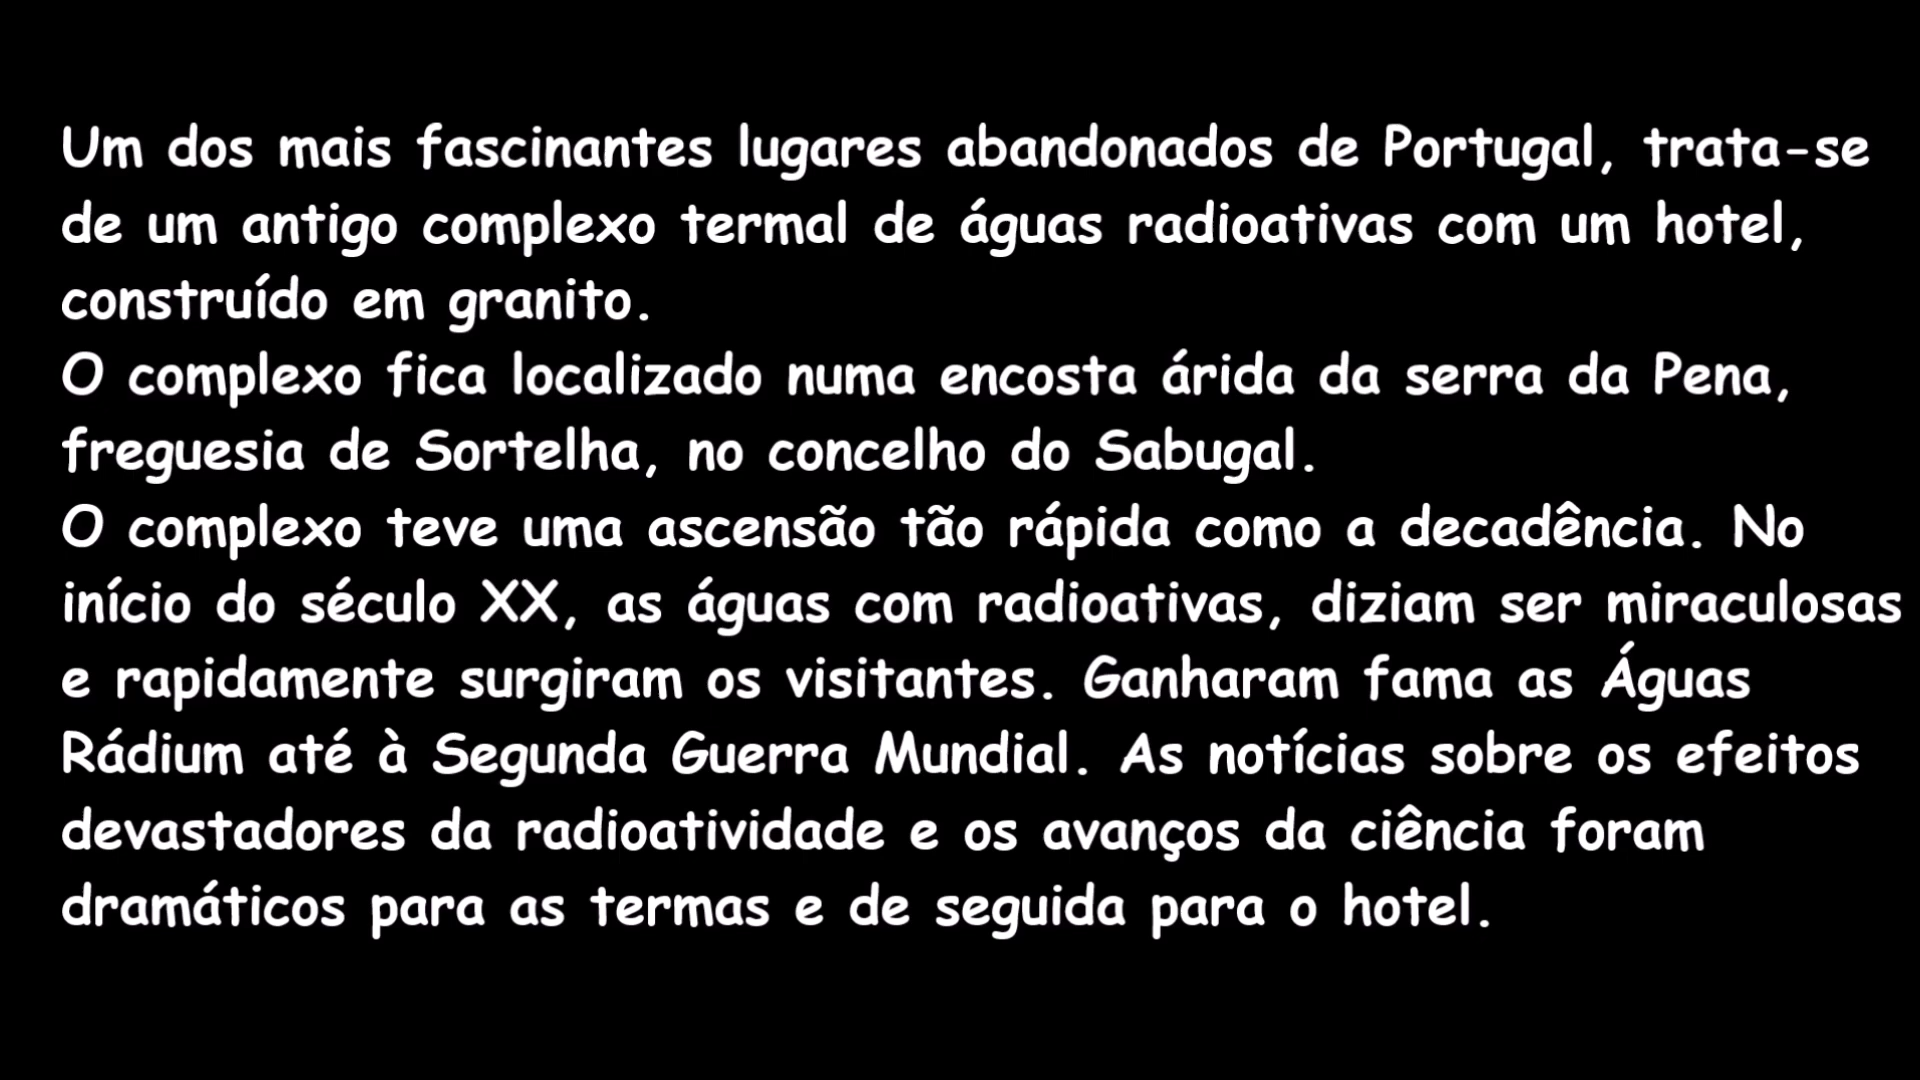 Um dos mais fascinantes lugares abandonados de Portugal, trata-se
de um antigo complexo termal de águas radioativas com um hotel,
construído em granito.
O complexo fica localizado numa encosta árida da serra da Pena,
freguesia de Sortelha, no concelho do Sabugal.
O complexo teve uma ascensão tão rápida como a decadência. No
início do século XX, as águas com radioativas, diziam ser miraculosas
e rapidamente surgiram os visitantes. Ganharam fama as Águas
Rádium até à Segunda Guerra Mundial. As notícias sobre os efeitos
devastadores da radioatividade e os avanços da ciência foram
dramáticos para as termas e de seguida para o hotel.